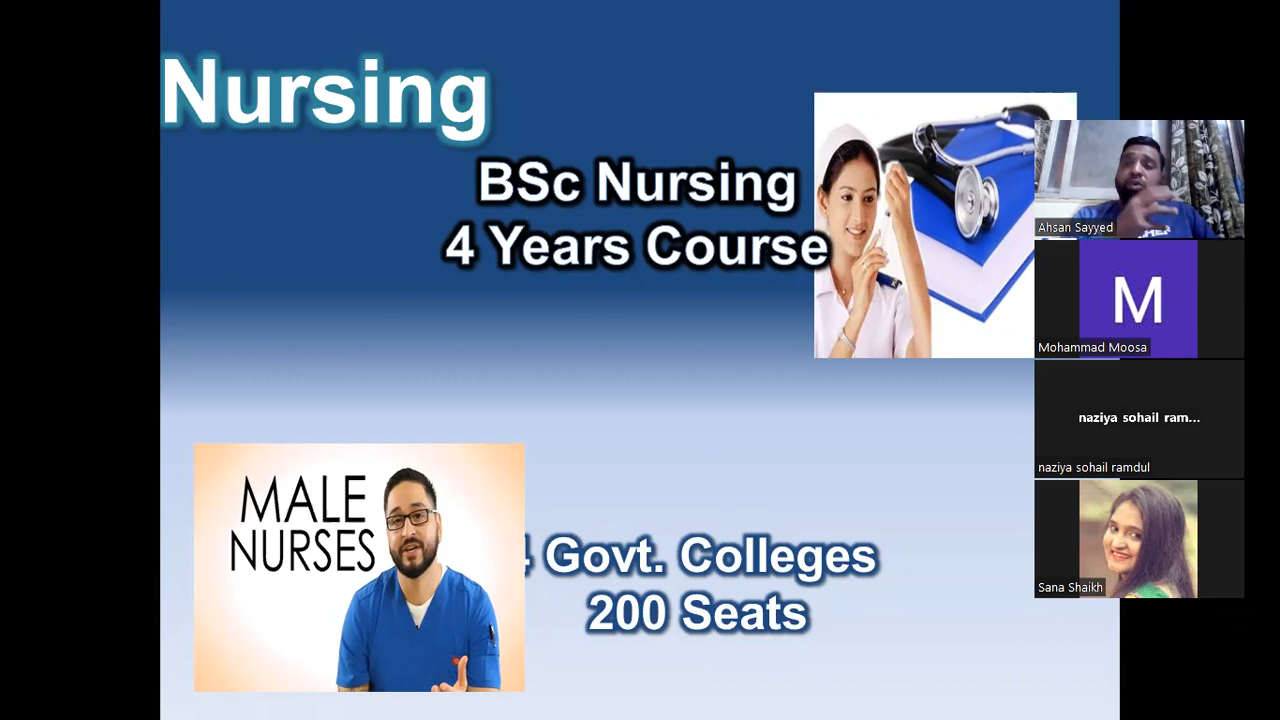 Nursing
BSc Nursing
4 Years Course
MALE
NURSES
4 Govt. Colleges
200 Seats
Ahsan Sayyed
M
Mohammad Moosa
naziya sohail ram...
naziya sohail ramdul
Sana Shaikh